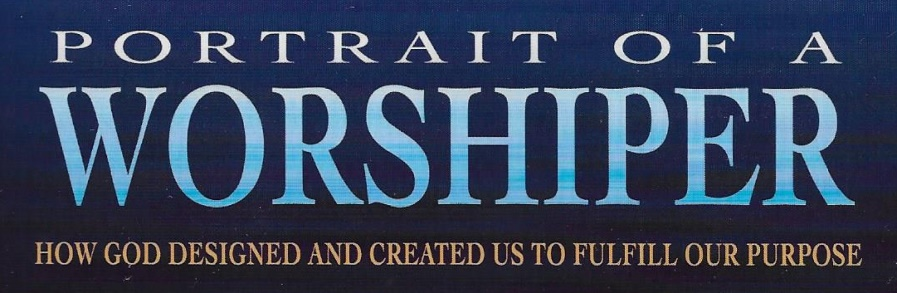 PORTRAIT OF A
WORSHIPER
HOW GOD DESIGNED AND CREATED US TO FULFILL OUR PURPOSE